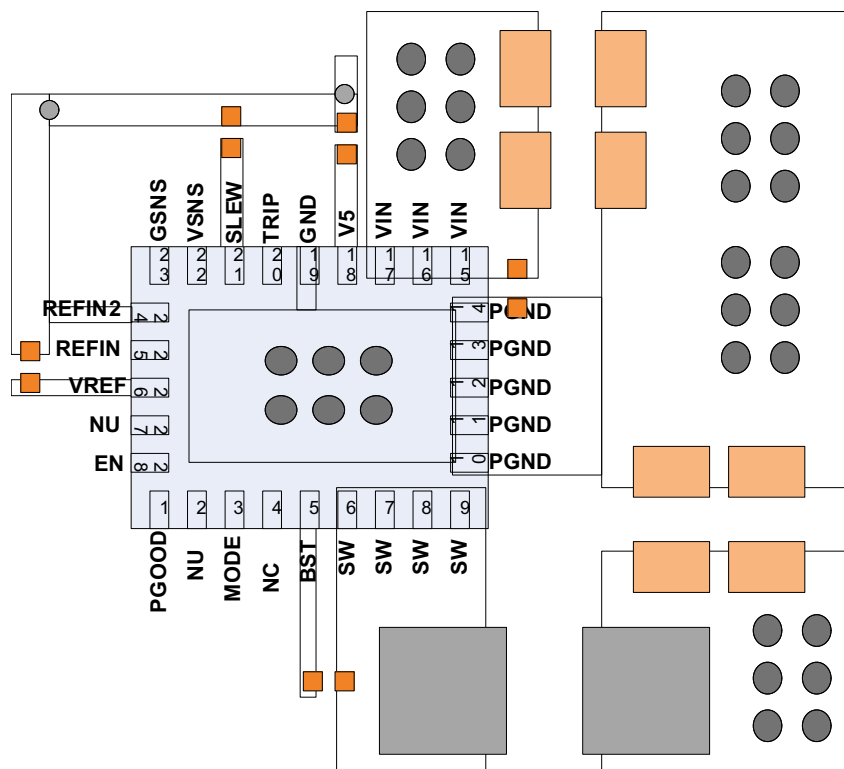 GSNS
VSNS
SLEW
TRIP
GND
V5
VIN
VIN
VIN
23
22
21
20
19
18
17
16
15
REFIN2
24
14
PGND
REFIN
25
13
PGND
VREF
26
12
PGND
NU
27
11
PGND
EN
28
10
PGND
1
2
3
4
5
6
7
8
9
PGOOD
NU
MODE
NC
BST
SW
SW
SW
SW